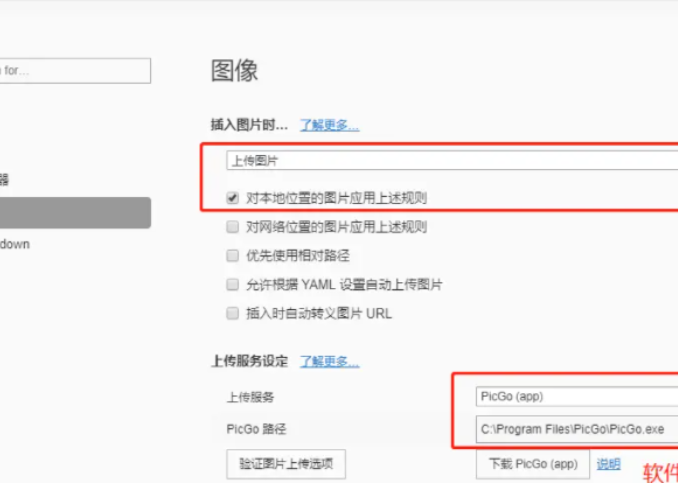 for...
图像
插入图片时... 了解更多...
上传图片
对本地位置的图片应用上述规则
器
对网络位置的图片应用上述规则
down
优先使用相对路径
允许根据 YAML 设置自动上传图片
插入时自动转义图片 URL
上传服务设定 了解更多...
上传服务 PicGo (app)
PicGo 路径 C:\Program Files\PicGo\PicGo.exe
验证图片上传选项 下载 PicGo (app) 说明
软件